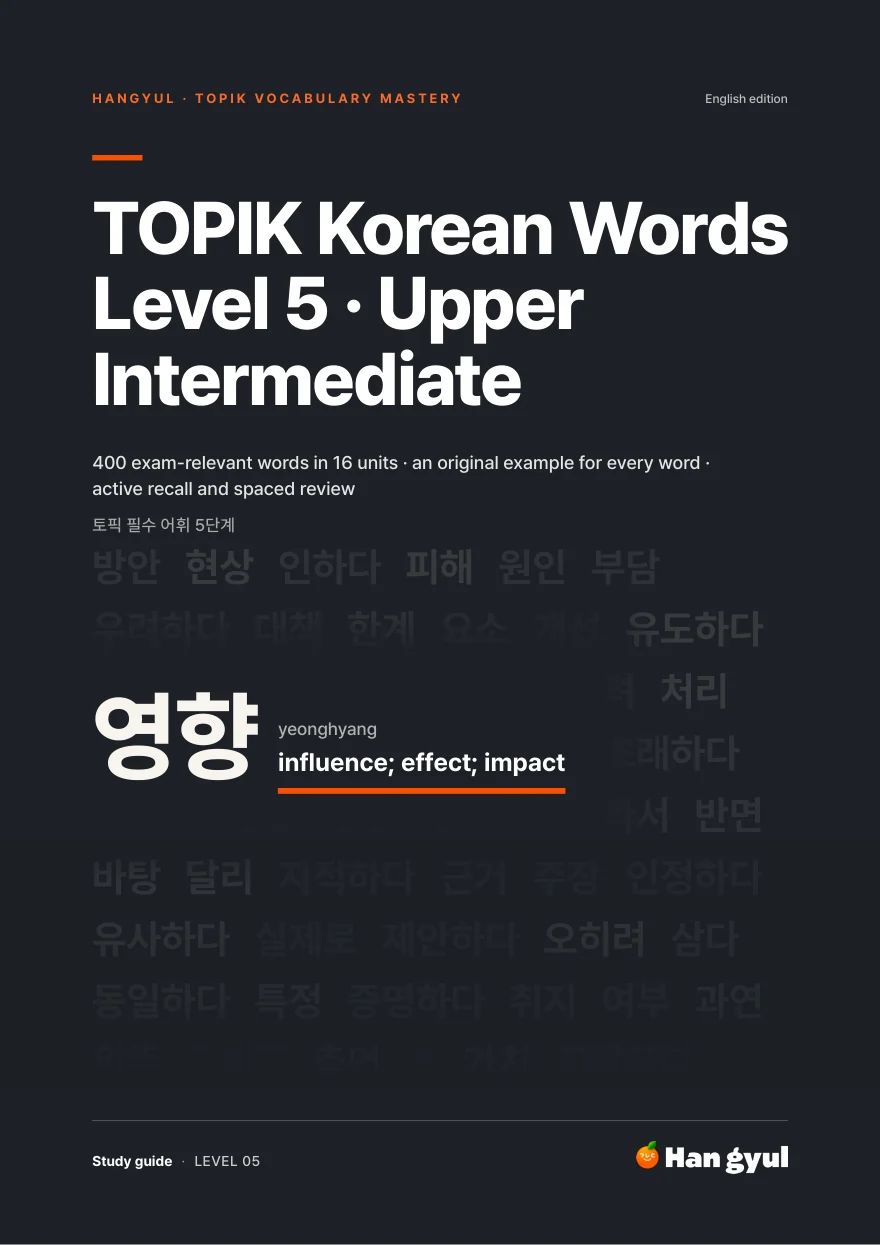 HANGYUL · TOPIK VOCABULARY MASTERY
English edition
TOPIK Korean Words
Level 5 · Upper
Intermediate
400 exam-relevant words in 16 units · an original example for every word ·
active recall and spaced review
토픽 필수 어휘 5단계
방안 현상 인하다 피해 원인 부담
우려하다 대책 한계 요소 개선 유도하다
처리
영향
yeonghyang
influence; effect; impact
래하다
서 반면
바탕 달리 지적하다 근거 주장 인정하다
유사하다 실제로 제안하다 오히려 삼다
동일하다 특정 증명하다 취지 여부 과연
Study guide · LEVEL 05
Han gyul